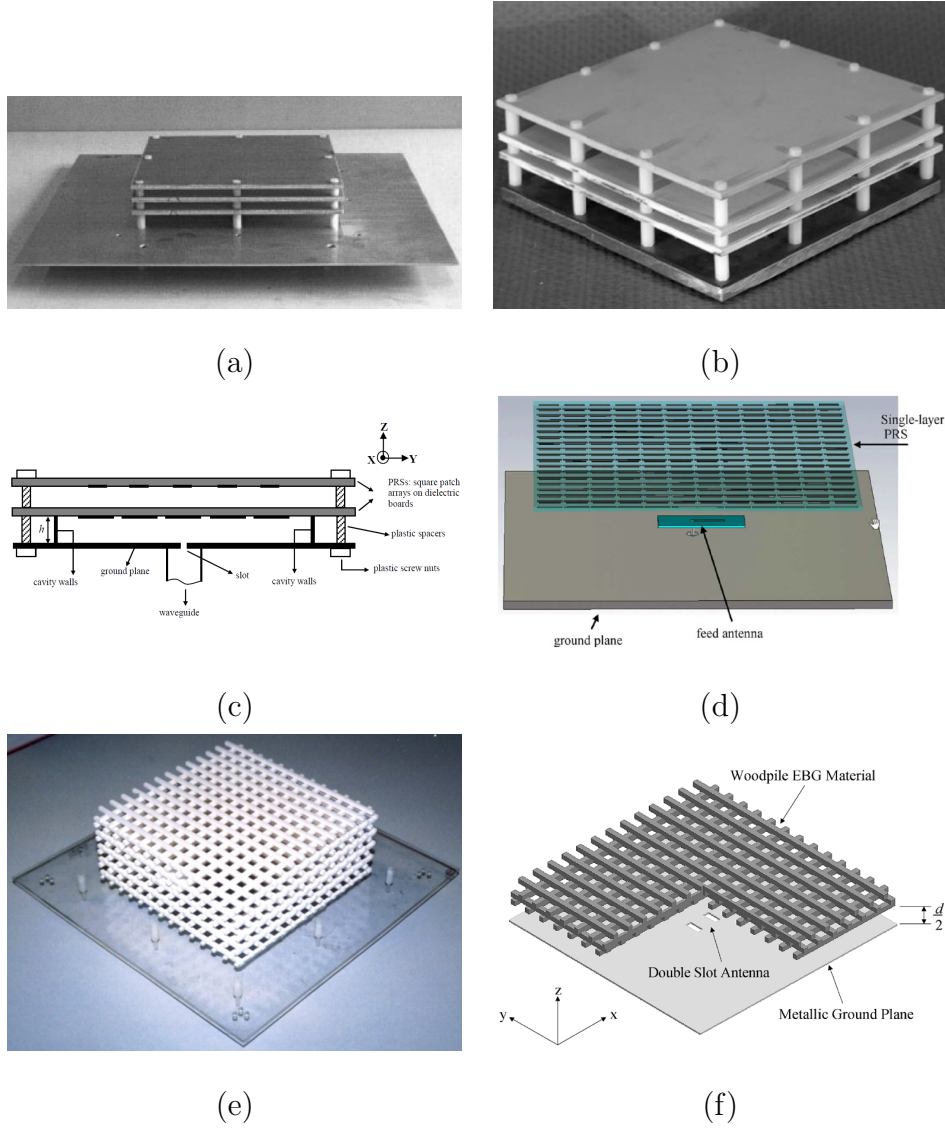 (a)
(b)
Z
X
Y
PRSs: square patch
arrays on dielectric
boards
h
plastic spacers
cavity walls
ground plane
slot
cavity walls
plastic screw nuts
waveguide
(c)
Single-layer
PRS
feed antenna
ground plane
(d)
(e)
Woodpile EBG Material
d
2
Double Slot Antenna
Metallic Ground Plane
z
y
x
(f)